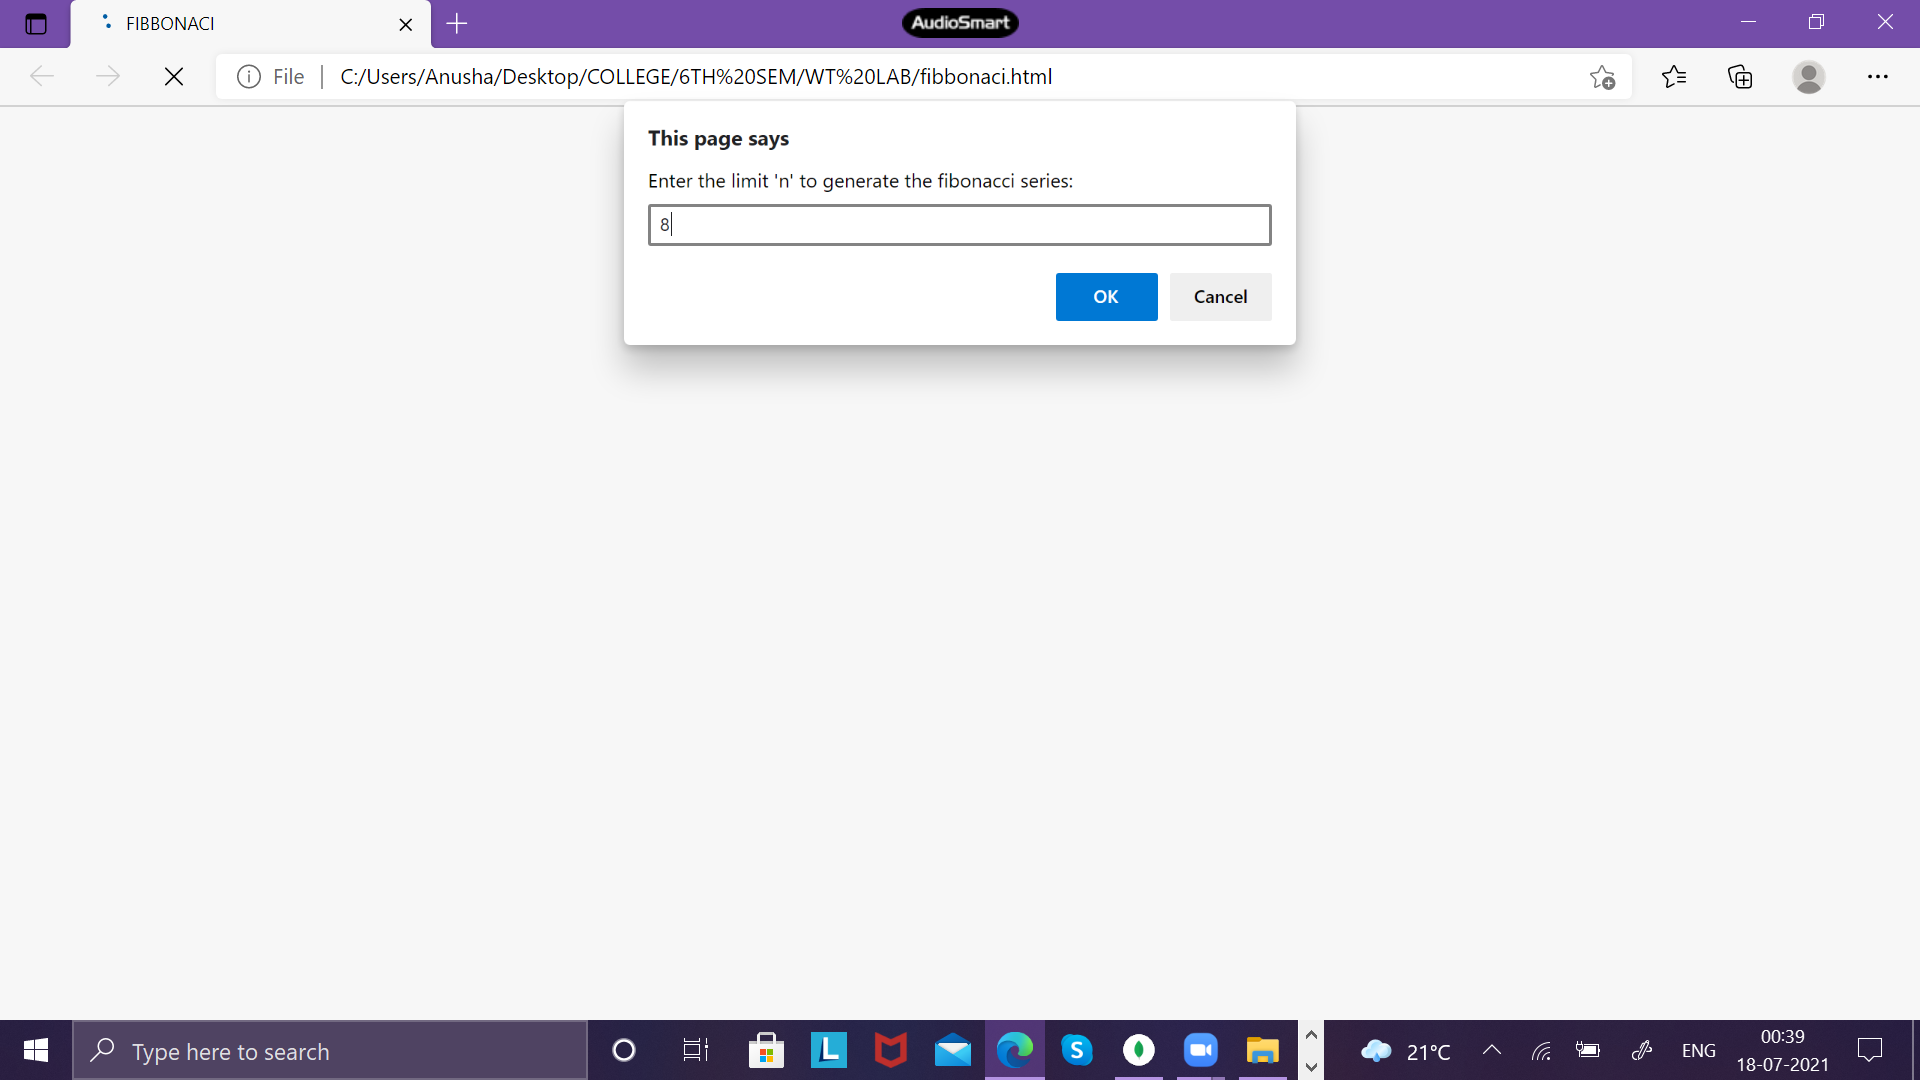 FIBBONACI
AudioSmart
File
C:/Users/Anusha/Desktop/COLLEGE/6TH%20SEM/WT%20LAB/fibbonaci.html
This page says
Enter the limit 'n' to generate the fibonacci series:
8
OK Cancel
Type here to search
L
S
21°C
ENG
00:39
18-07-2021